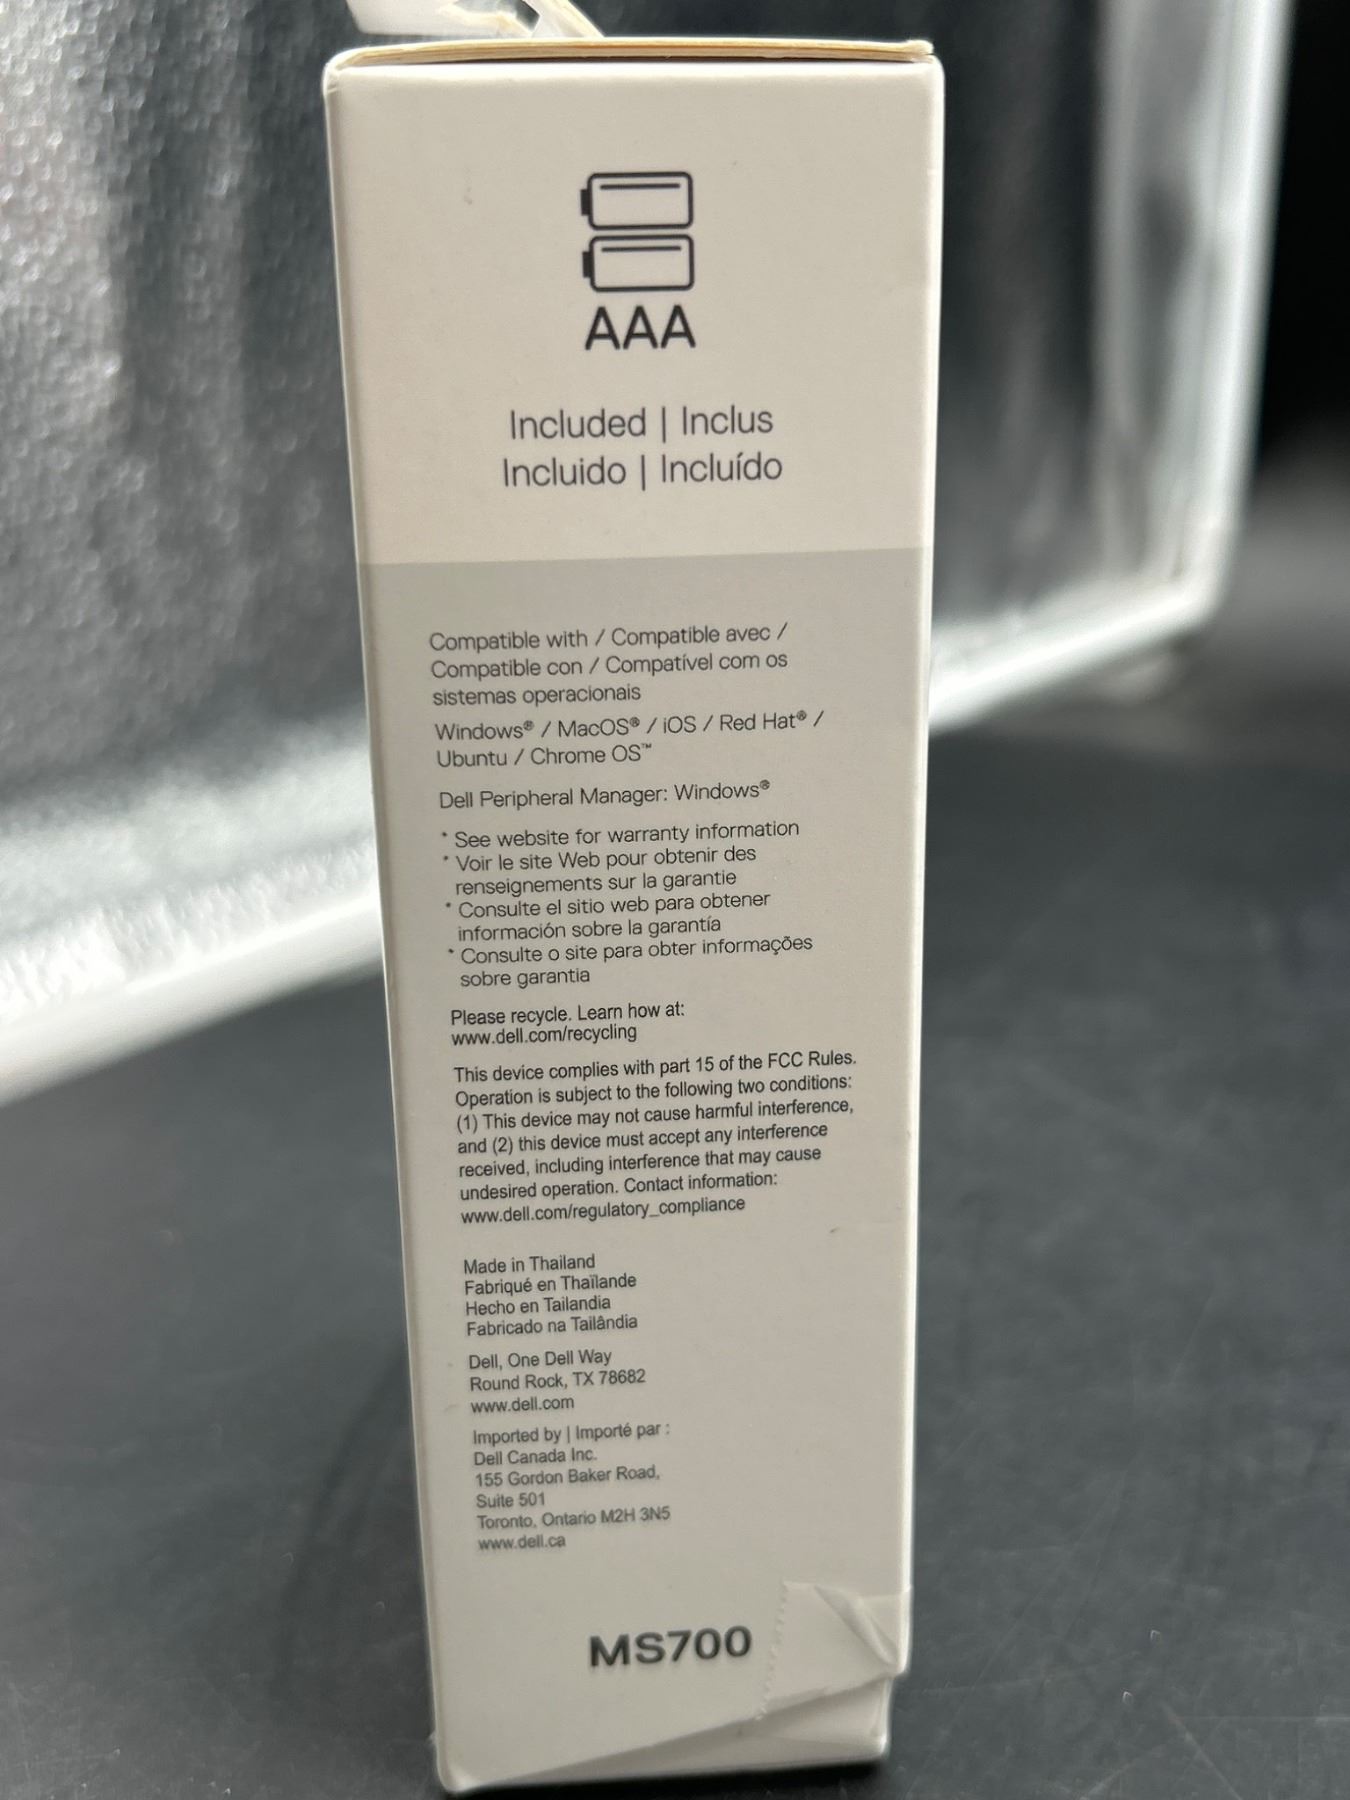 AAA
Included | Inclus
Incluido | Incluído
Compatible with / Compatible avec /
Compatible con / Compatível com os
sistemas operacionais
Windows® / MacOS® / iOS / Red Hat® /
Ubuntu / Chrome OS™
Dell Peripheral Manager: Windows®
* See website for warranty information
* Voir le site Web pour obtenir des
renseignements sur la garantie
* Consulte el sitio web para obtener
información sobre la garantía
* Consulte o site para obter informações
sobre garantia
Please recycle. Learn how at:
www.dell.com/recycling
This device complies with part 15 of the FCC Rules.
Operation is subject to the following two conditions:
(1) This device may not cause harmful interference,
and (2) this device must accept any interference
received, including interference that may cause
undesired operation. Contact information:
www.dell.com/regulatory_compliance
Made in Thailand
Fabriqué en Thaïlande
Hecho en Tailandia
Fabricado na Tailândia
Dell, One Dell Way
Round Rock, TX 78682
www.dell.com
Imported by | Importé par :
Dell Canada Inc.
155 Gordon Baker Road,
Suite 501
Toronto, Ontario M2H 3N5
www.dell.ca
MS700